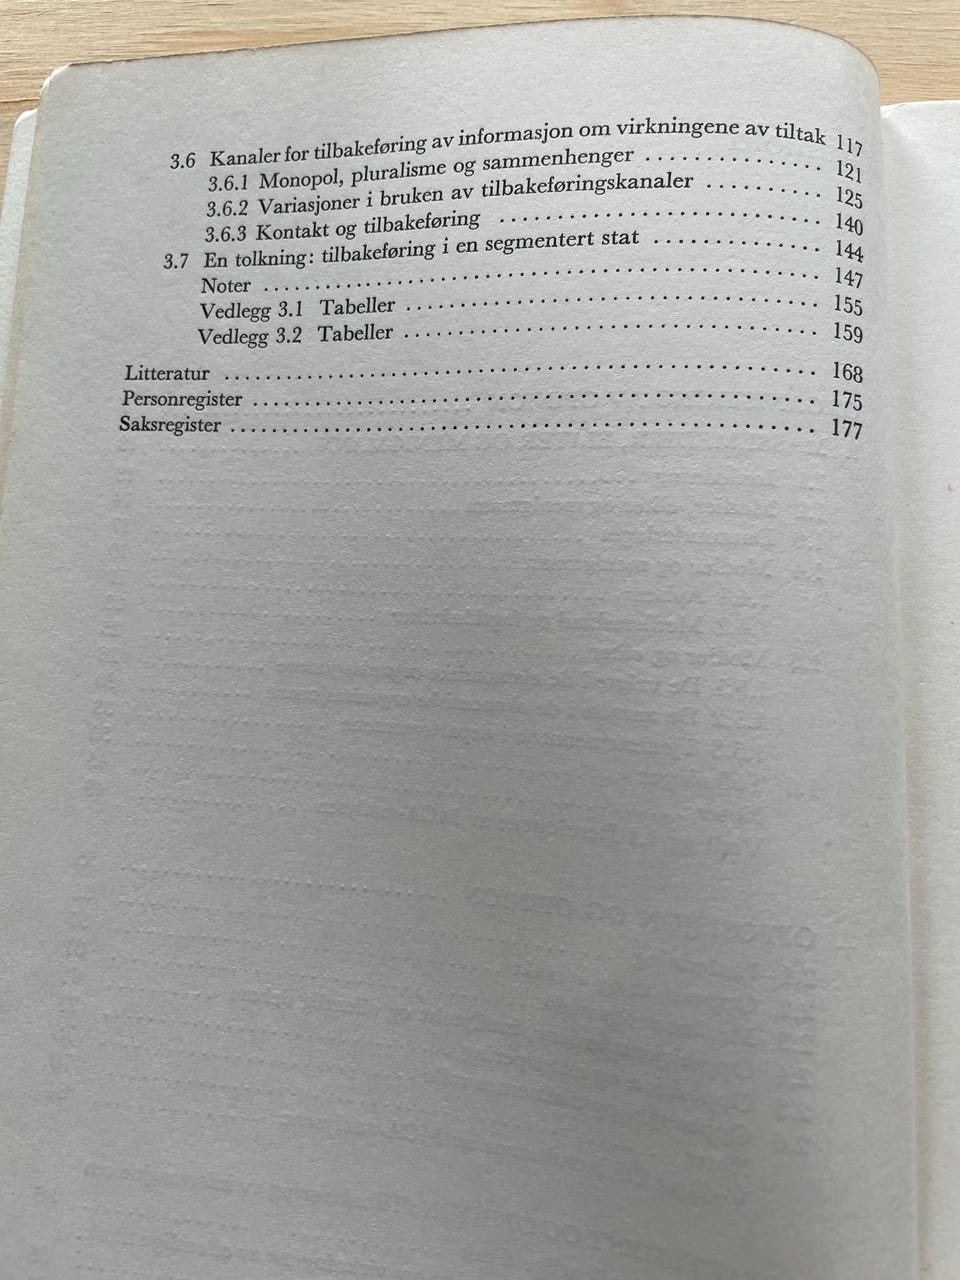 3.6 Kanaler for tilbakeføring av informasjon om virkningene av tiltak 117
3.6.1 Monopol, pluralisme og sammenhenger .............. 121
3.6.2 Variasjoner i bruken av tilbakeføringskanaler .......... 125
3.6.3 Kontakt og tilbakeføring ......................... 140
3.7 En tolkning: tilbakeføring i en segmentert stat ............. 144
Noter ............................................ 147
Vedlegg 3.1 Tabeller ................................ 155
Vedlegg 3.2 Tabeller ................................ 159
Litteratur .............................................. 168
Personregister ............................................ 175
Saksregister .............................................. 177